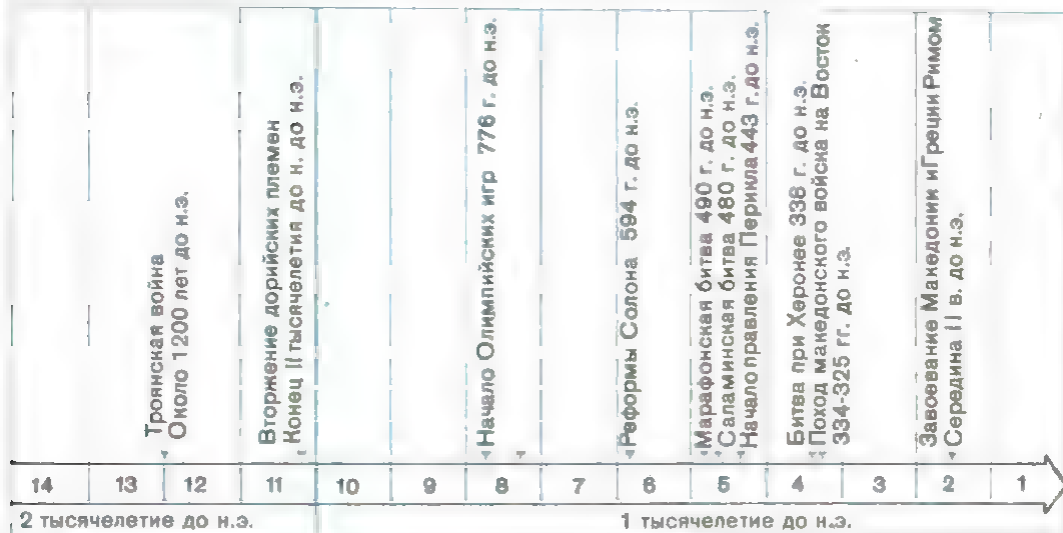 Троянская война
Около 1200 лет до н.э.
Вторжение дорийских племен
Конец II тысячелетия до н. до н.э.
Начало Олимпийских игр 776 г. до н.э.
Реформы Солона 594 г. до н.э.
Марафонская битва 490 г. до н.э.
Саламинская битва 480 г. до н.э.
Начало правления Перикла 443 г. до н.э.
Битва при Херонее 338 г. до н.э.
Поход македонского войска на Восток
334-325 гг. до н.э.
Завоевание Македонии и Греции Римом
Середина II в. до н.э.
14 13 12 11 10 9 8 7 6 5 4 3 2 1
2 тысячелетие до н.э. 1 тысячелетие до н.э.